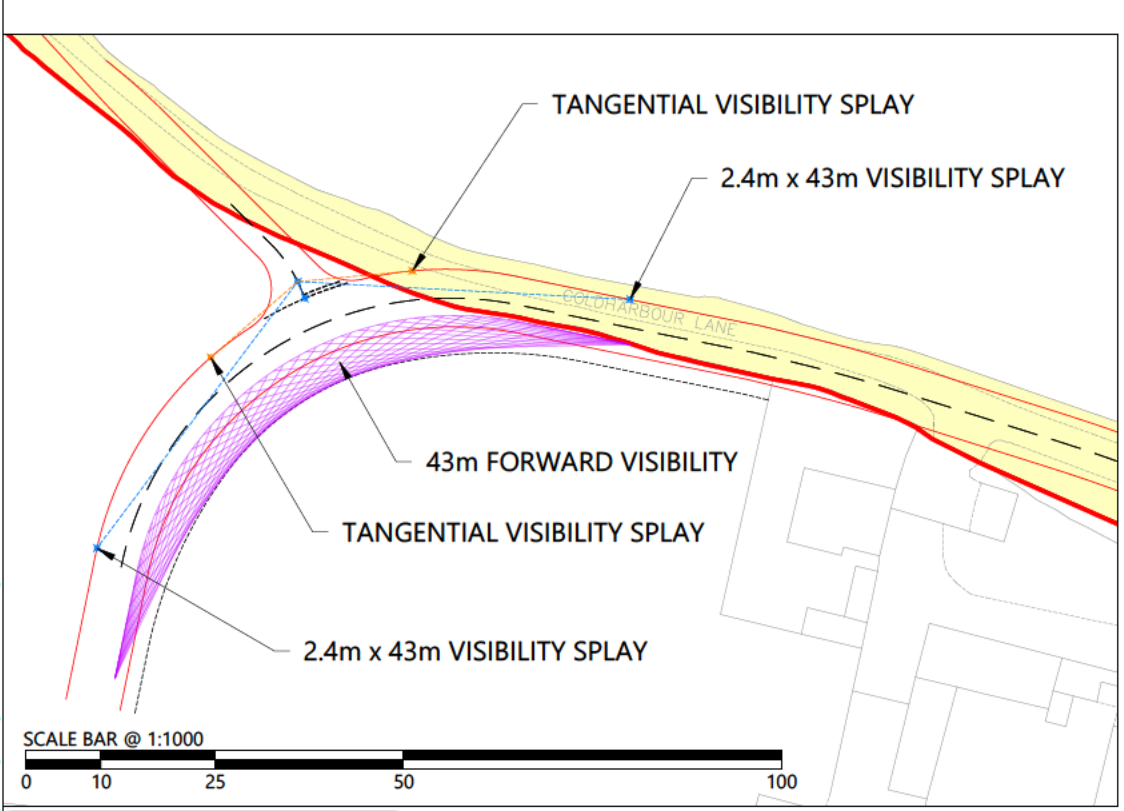 TANGENTIAL VISIBILITY SPLAY
2.4m x 43m VISIBILITY SPLAY
COLDHARBOUR LANE
43m FORWARD VISIBILITY
TANGENTIAL VISIBILITY SPLAY
2.4m x 43m VISIBILITY SPLAY
SCALE BAR @ 1:1000
0 10 25 50 100